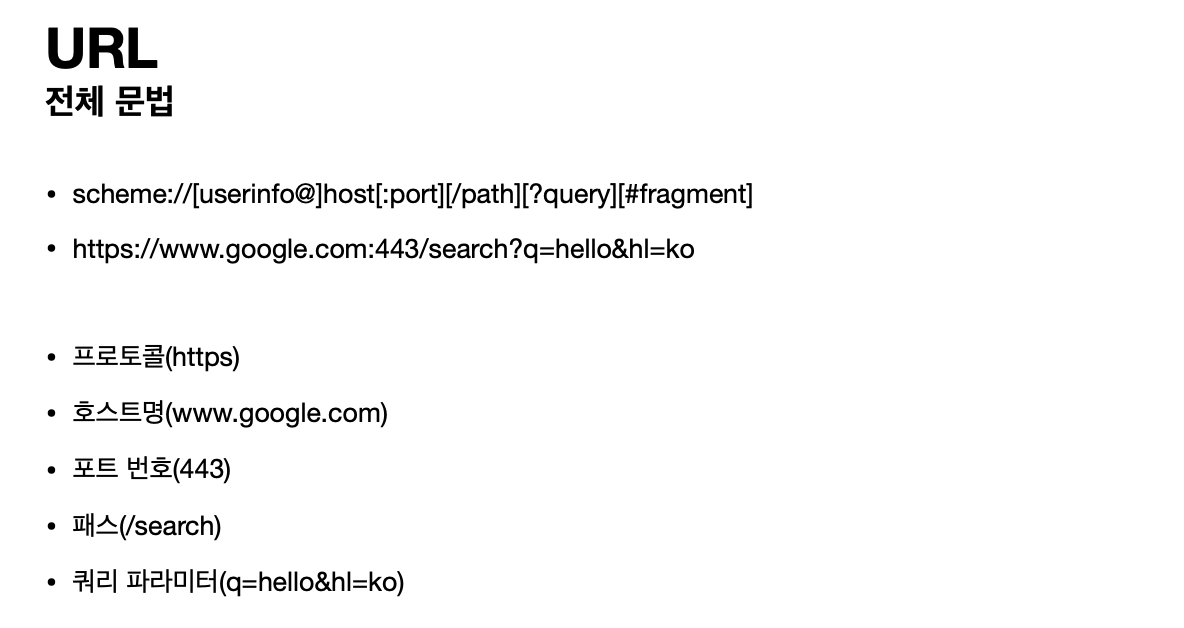 URL
전체 문법
• scheme://[userinfo@]host[:port][/path][?query][#fragment]
• https://www.google.com:443/search?q=hello&hl=ko
• 프로토콜(https)
• 호스트명(www.google.com)
• 포트 번호(443)
• 패스(/search)
• 쿼리 파라미터(q=hello&hl=ko)